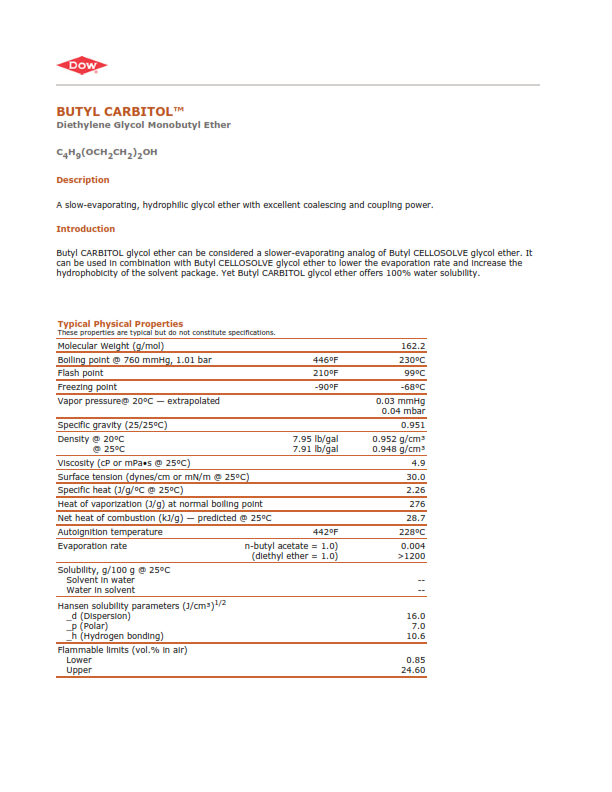 Dow
BUTYL CARBITOL™
Diethylene Glycol Monobutyl Ether
C4H9(OCH2CH2)2OH
Description
A slow-evaporating, hydrophilic glycol ether with excellent coalescing and coupling power.
Introduction
Butyl CARBITOL glycol ether can be considered a slower-evaporating analog of Butyl CELLOSOLVE glycol ether. It
can be used in combination with Butyl CELLOSOLVE glycol ether to lower the evaporation rate and increase the
hydrophobicity of the solvent package. Yet Butyl CARBITOL glycol ether offers 100% water solubility.
Typical Physical Properties
These properties are typical but do not constitute specifications.
Molecular Weight (g/mol) 162.2
Boiling point @ 760 mmHg, 1.01 bar 446ºF 230ºC
Flash point 210ºF 99ºC
Freezing point -90ºF -68ºC
Vapor pressure@ 20ºC — extrapolated 0.03 mmHg
0.04 mbar
Specific gravity (25/25ºC) 0.951
Density @ 20ºC 7.95 lb/gal 0.952 g/cm³
@ 25ºC 7.91 lb/gal 0.948 g/cm³
Viscosity (cP or mPa•s @ 25ºC) 4.9
Surface tension (dynes/cm or mN/m @ 25ºC) 30.0
Specific heat (J/g/ºC @ 25ºC) 2.26
Heat of vaporization (J/g) at normal boiling point 276
Net heat of combustion (kJ/g) — predicted @ 25ºC 28.7
Autoignition temperature 442ºF 228ºC
Evaporation rate n-butyl acetate = 1.0) 0.004
(diethyl ether = 1.0) >1200
Solubility, g/100 g @ 25ºC
Solvent in water --
Water in solvent --
Hansen solubility parameters (J/cm³)1/2
_d (Dispersion) 16.0
_p (Polar) 7.0
_h (Hydrogen bonding) 10.6
Flammable limits (vol.% in air)
Lower 0.85
Upper 24.60